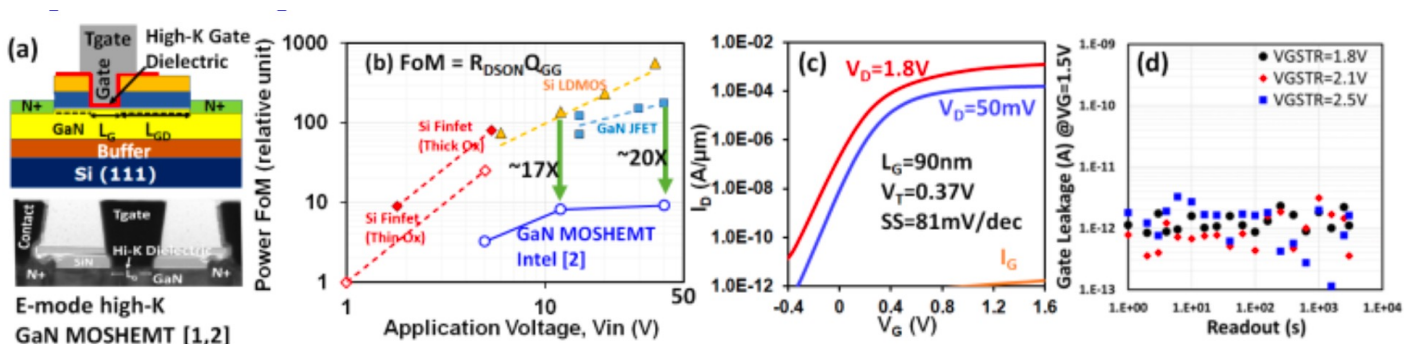 (a)
Tgate
High-K Gate
Dielectric
Gate
N+
N+
GaN
LG
LGD
Buffer
Si (111)
Contact
Tgate
Hi-K Dielectric
SiN
N+
LG
GaN
N+
E-mode high-K
GaN MOSHEMT [1,2]
Power FoM (relative unit)
1000
100
10
1
(b) FoM = RDSONQGG
Si LDMOS
Si Finfet
(Thick Ox)
GaN JFET
~17X
~20X
Si Finfet
(Thin Ox)
GaN MOSHEMT
Intel [2]
1
10
50
Application Voltage, Vin (V)
ID (A/µm)
1.0E-02
1.0E-04
1.0E-06
1.0E-08
1.0E-10
1.0E-12
(c)
VD=1.8V
VD=50mV
LG=90nm
VT=0.37V
SS=81mV/dec
IG
-0.4
0
0.4
0.8
1.2
1.6
VG (V)
Gate Leakage (A) @VG=1.5V
1.E-09
1.E-10
1.E-11
1.E-12
1.E-13
(d)
VGSTR=1.8V
VGSTR=2.1V
VGSTR=2.5V
1.E+00
1.E+01
1.E+02
1.E+03
1.E+04
Readout (s)